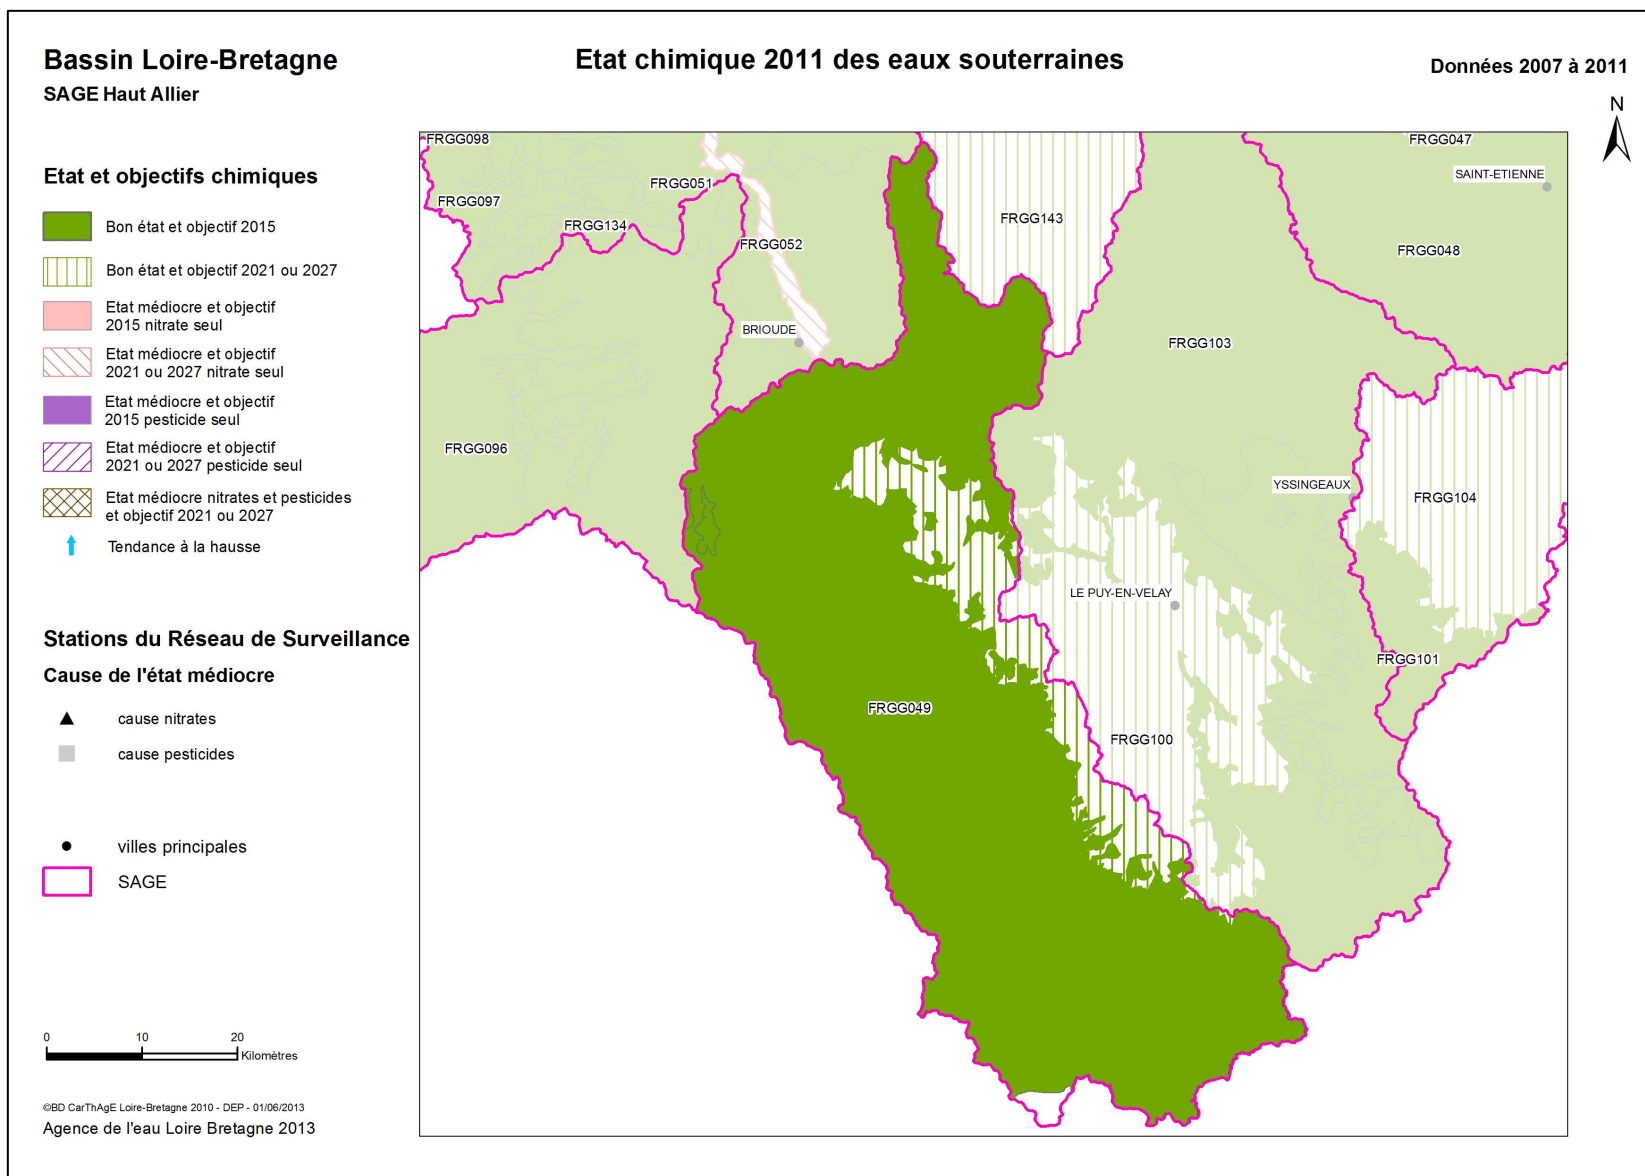 Bassin Loire-Bretagne
SAGE Haut Allier
Etat chimique 2011 des eaux souterraines
Données 2007 à 2011
N
Etat et objectifs chimiques
Bon état et objectif 2015
Bon état et objectif 2021 ou 2027
Etat médiocre et objectif
2015 nitrate seul
Etat médiocre et objectif
2021 ou 2027 nitrate seul
Etat médiocre et objectif
2015 pesticide seul
Etat médiocre et objectif
2021 ou 2027 pesticide seul
Etat médiocre nitrates et pesticides
et objectif 2021 ou 2027
Tendance à la hausse
Stations du Réseau de Surveillance
Cause de l'état médiocre
cause nitrates
cause pesticides
villes principales
SAGE
0 10 20
Kilomètres
©BD CarThAgE Loire-Bretagne 2010 - DEP - 01/06/2013
Agence de l'eau Loire Bretagne 2013
FRGG098
FRGG047
SAINT-ETIENNE
FRGG051
FRGG097
FRGG143
FRGG134
FRGG052
FRGG048
BRIOUDE
FRGG103
FRGG096
YSSINGEAUX
FRGG104
LE PUY-EN-VELAY
FRGG101
FRGG049
FRGG100